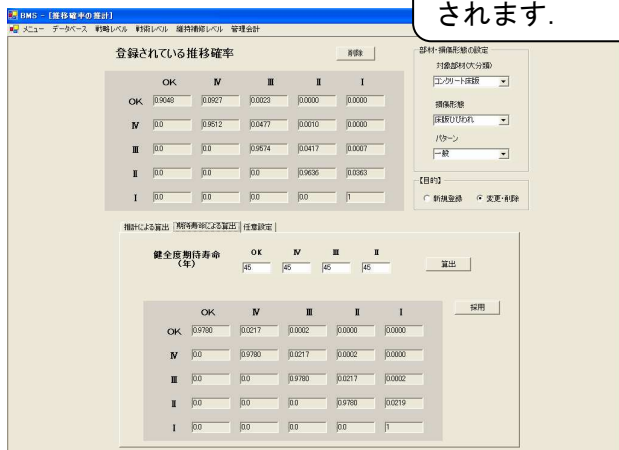 されます.
BMS - [推移確率の推計]
メニュー データベース 戦略レベル 戦術レベル 維持補修レベル 管理会計
登録されている推移確率
削除
OK Ⅳ Ⅲ Ⅱ Ⅰ
OK 0.9048 0.0927 0.0023 0.0000 0.0000
Ⅳ 0.0 0.9512 0.0477 0.0010 0.0000
Ⅲ 0.0 0.0 0.9574 0.0417 0.0007
Ⅱ 0.0 0.0 0.0 0.9636 0.0363
Ⅰ 0.0 0.0 0.0 0.0 1
部材・損傷形態の設定
対象部材(大分類)
コンクリート床版
損傷形態
床版ひびわれ
パターン
一般
【目的】
新規登録 変更・削除
推計による算出 期待寿命による算出 任意設定
健全度期待寿命
(年)
OK Ⅳ Ⅲ Ⅱ
45 45 45 45
算出
採用
OK Ⅳ Ⅲ Ⅱ Ⅰ
OK 0.9780 0.0217 0.0002 0.0000 0.0000
Ⅳ 0.0 0.9780 0.0217 0.0002 0.0000
Ⅲ 0.0 0.0 0.9780 0.0217 0.0002
Ⅱ 0.0 0.0 0.0 0.9780 0.0219
Ⅰ 0.0 0.0 0.0 0.0 1